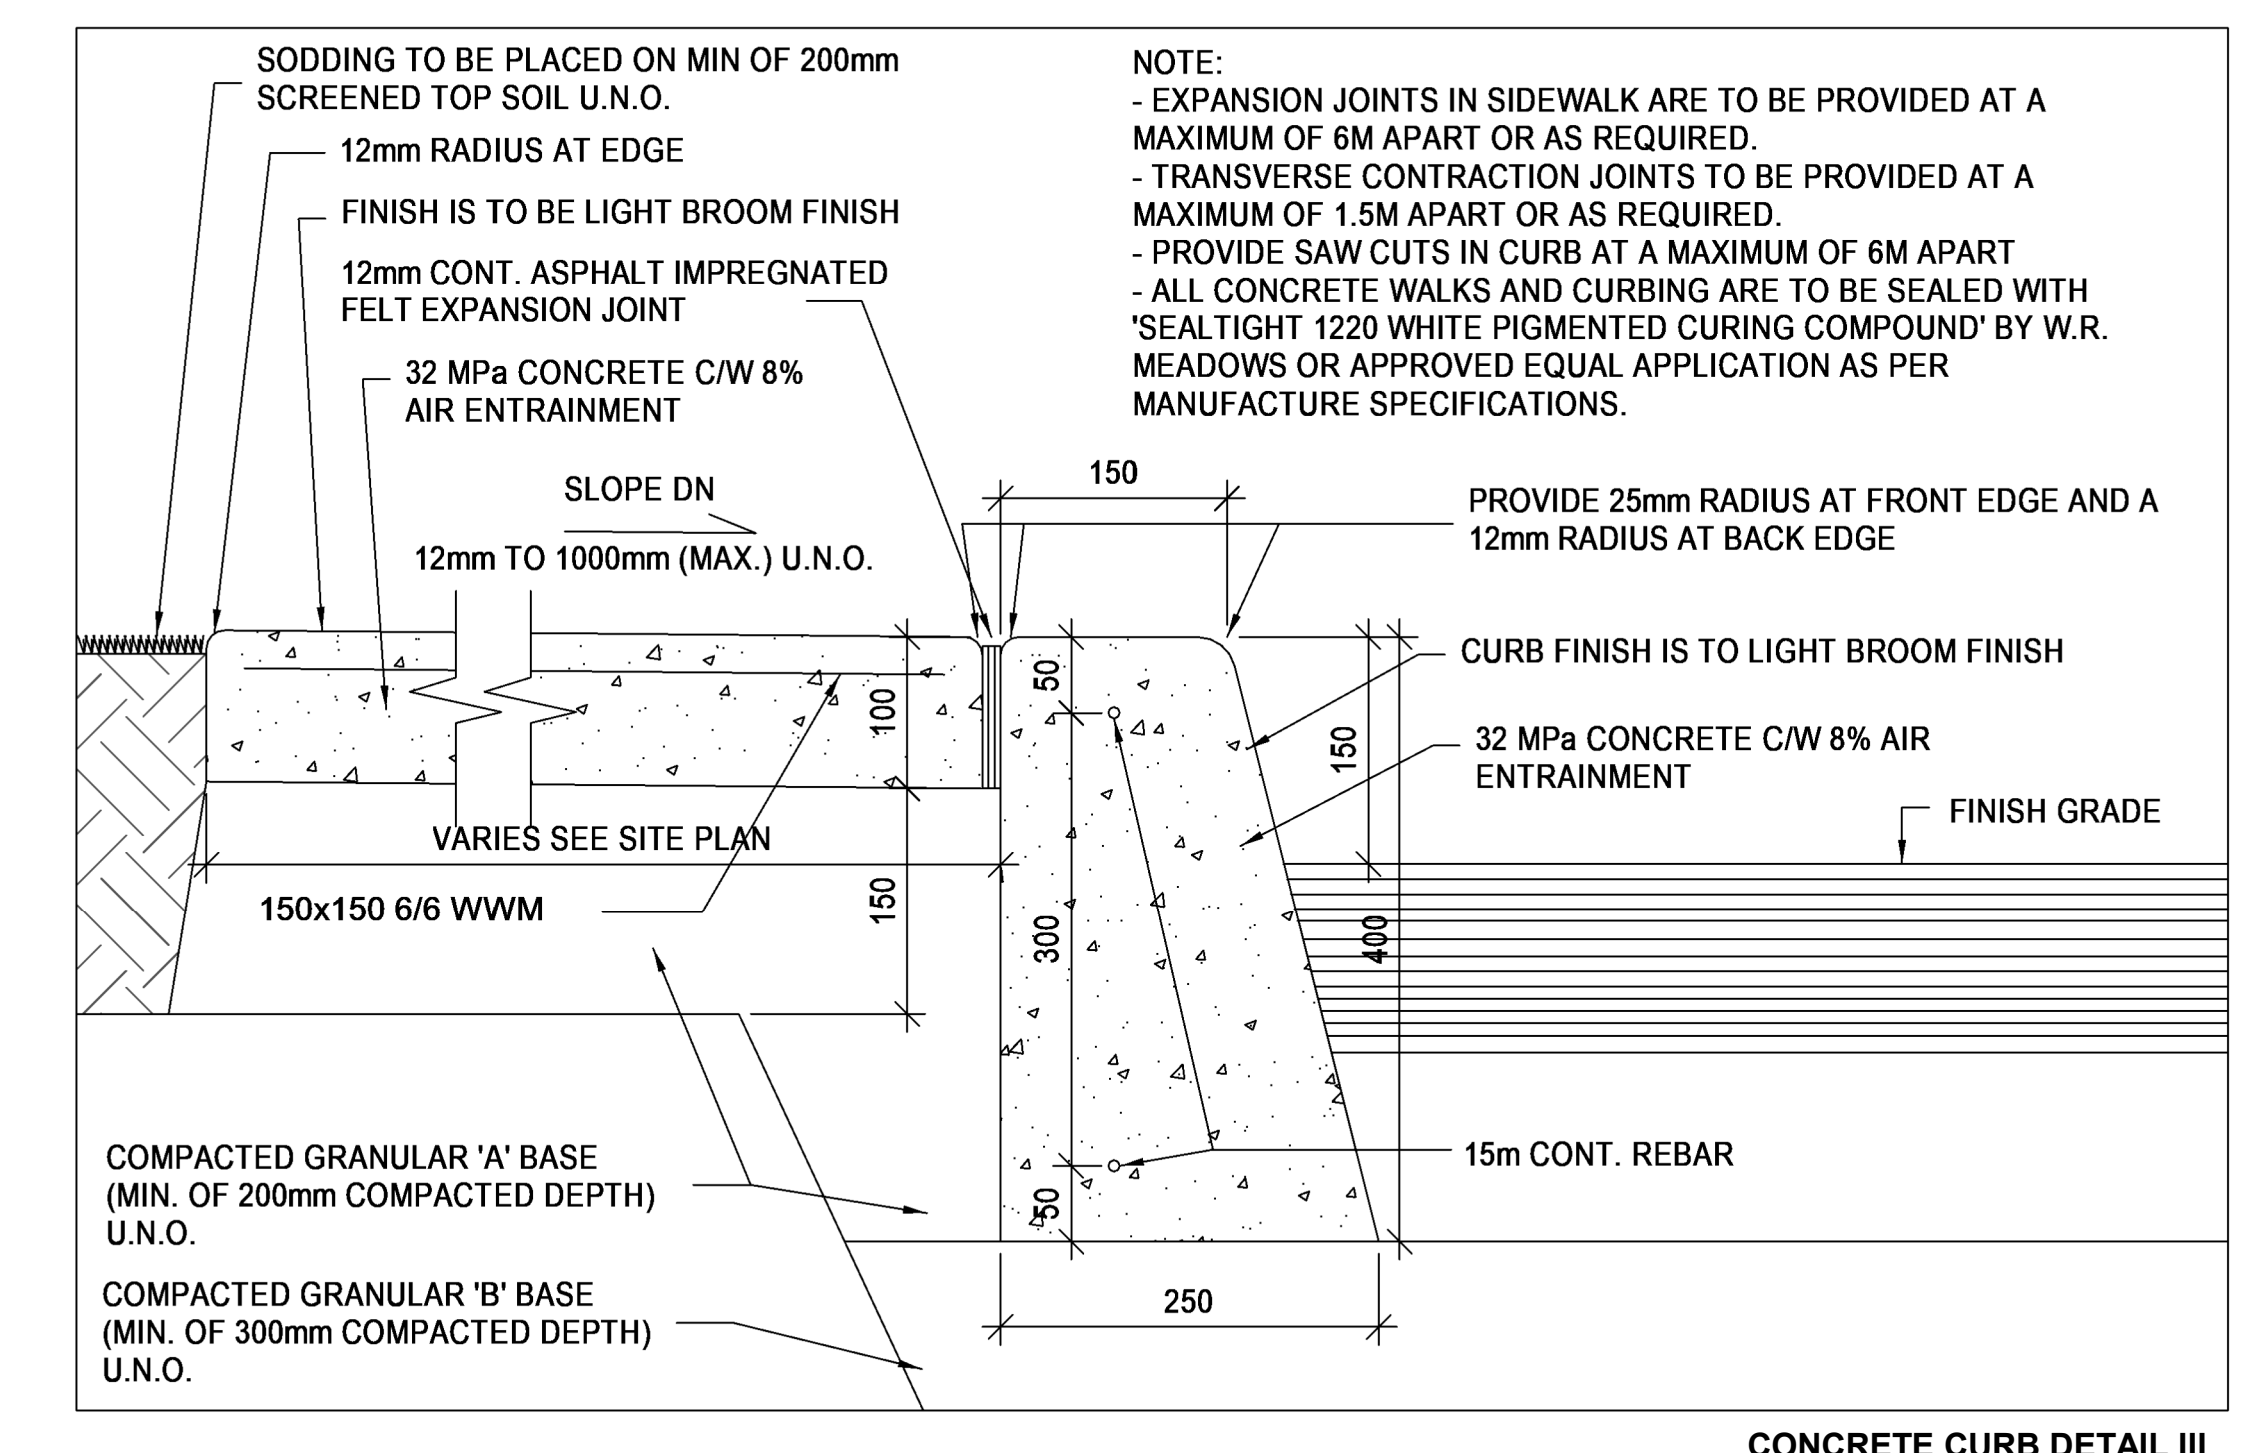 SODDING TO BE PLACED ON MIN OF 200mm
SCREENED TOP SOIL U.N.O.
12mm RADIUS AT EDGE
FINISH IS TO BE LIGHT BROOM FINISH
12mm CONT. ASPHALT IMPREGNATED
FELT EXPANSION JOINT
32 MPa CONCRETE C/W 8%
AIR ENTRAINMENT
SLOPE DN
12mm TO 1000mm (MAX.) U.N.O.
NOTE:
- EXPANSION JOINTS IN SIDEWALK ARE TO BE PROVIDED AT A
MAXIMUM OF 6M APART OR AS REQUIRED.
- TRANSVERSE CONTRACTION JOINTS TO BE PROVIDED AT A
MAXIMUM OF 1.5M APART OR AS REQUIRED.
- PROVIDE SAW CUTS IN CURB AT A MAXIMUM OF 6M APART
- ALL CONCRETE WALKS AND CURBING ARE TO BE SEALED WITH
'SEALTIGHT 1220 WHITE PIGMENTED CURING COMPOUND' BY W.R.
MEADOWS OR APPROVED EQUAL APPLICATION AS PER
MANUFACTURE SPECIFICATIONS.
150
PROVIDE 25mm RADIUS AT FRONT EDGE AND A
12mm RADIUS AT BACK EDGE
CURB FINISH IS TO LIGHT BROOM FINISH
32 MPa CONCRETE C/W 8% AIR
ENTRAINMENT
FINISH GRADE
50
100
150
VARIES SEE SITE PLAN
150x150 6/6 WWM
150
300
400
15m CONT. REBAR
50
COMPACTED GRANULAR 'A' BASE
(MIN. OF 200mm COMPACTED DEPTH)
U.N.O.
COMPACTED GRANULAR 'B' BASE
(MIN. OF 300mm COMPACTED DEPTH)
U.N.O.
250
CONCRETE CURB DETAIL III